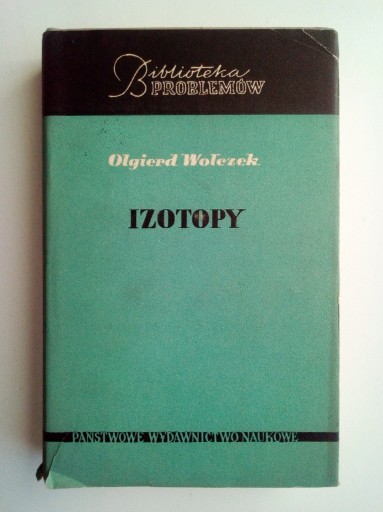 Biblioteka
PROBLEMÓW
Olgierd Wołczek
IZOTOPY
PAŃSTWOWE WYDAWNICTWO NAUKOWE